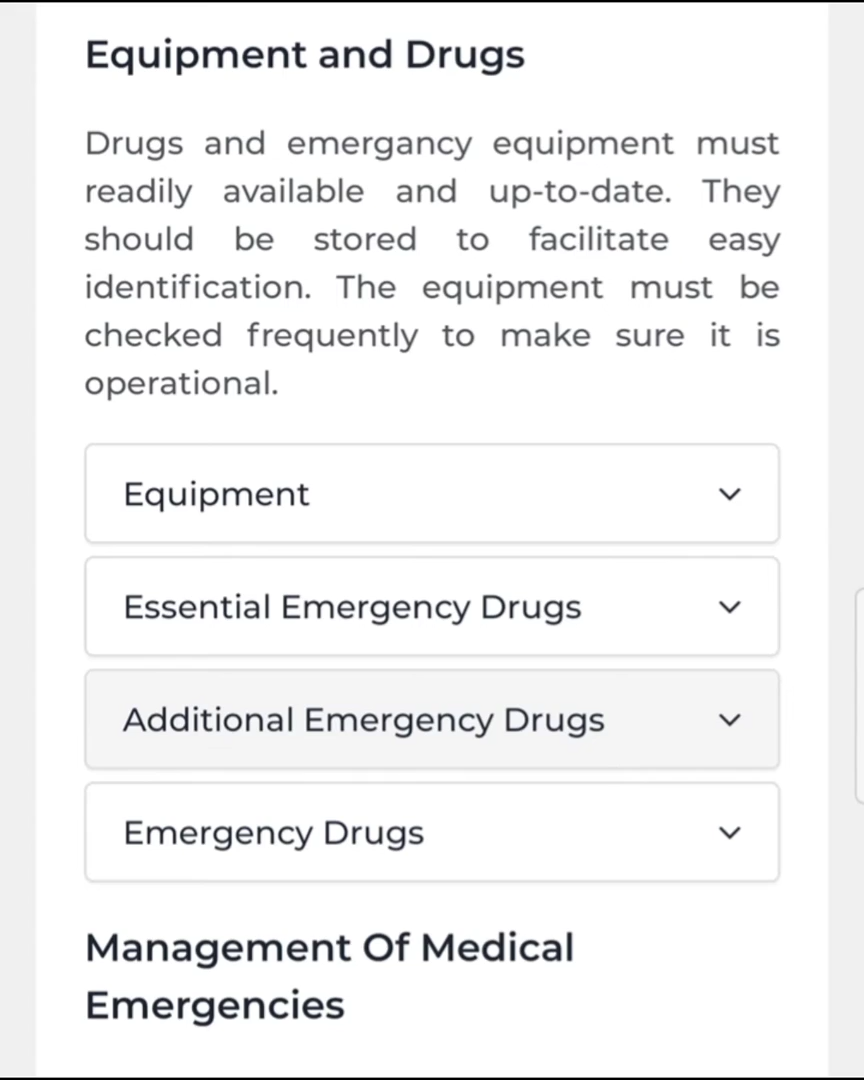 Equipment and Drugs
Drugs and emergancy equipment must
readily available and up-to-date. They
should be stored to facilitate easy
identification. The equipment must be
checked frequently to make sure it is
operational.
Equipment
Essential Emergency Drugs
Additional Emergency Drugs
Emergency Drugs
Management Of Medical
Emergencies